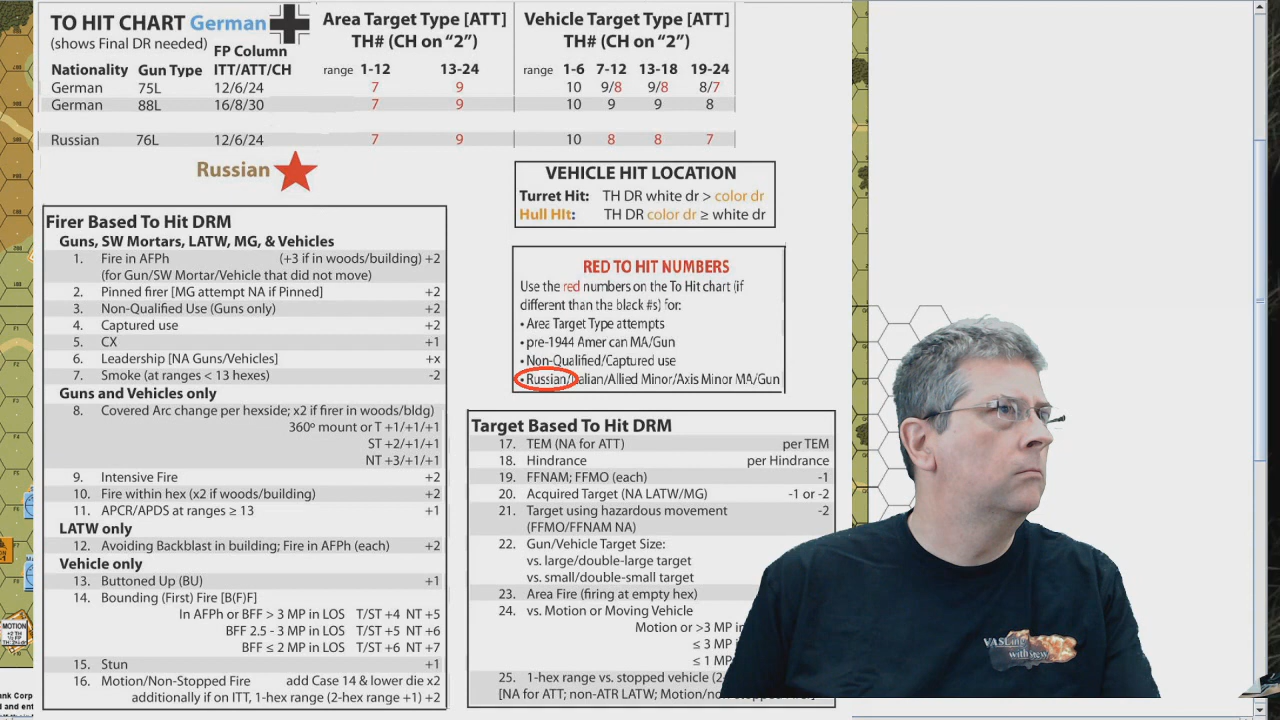 TO HIT CHART German
(shows Final DR needed)
Area Target Type [ATT]
TH# (CH on “2”)
Vehicle Target Type [ATT]
TH# (CH on “2”)
Nationality Gun Type FP Column ITT/ATT/CH range 1-12 13-24 range 1-6 7-12 13-18 19-24
German 75L 12/6/24 7 9 10 9/8 9/8 8/7
German 88L 16/8/30 7 9 10 9 9 8
Russian 76L 12/6/24 7 9 10 8 8 7
Russian
VEHICLE HIT LOCATION
Turret Hit: TH DR white dr > color dr
Hull HIt: TH DR color dr ≥ white dr
RED TO HIT NUMBERS
Use the red numbers on the To Hit chart (if
different than the black #s) for:
• Area Target Type attempts
• pre-1944 Amer can MA/Gun
• Non-Qualified/Captured use
• Russian/Italian/Allied Minor/Axis Minor MA/Gun
Firer Based To Hit DRM
Guns, SW Mortars, LATW, MG, & Vehicles
1. Fire in AFPh (+3 if in woods/building) +2
(for Gun/SW Mortar/Vehicle that did not move)
2. Pinned firer [MG attempt NA if Pinned] +2
3. Non-Qualified Use (Guns only) +2
4. Captured use +2
5. CX +1
6. Leadership [NA Guns/Vehicles] +x
7. Smoke (at ranges < 13 hexes) -2
Guns and Vehicles only
8. Covered Arc change per hexside; x2 if firer in woods/bldg)
360º mount or T +1/+1/+1
ST +2/+1/+1
NT +3/+1/+1
9. Intensive Fire +2
10. Fire within hex (x2 if woods/building) +2
11. APCR/APDS at ranges ≥ 13 +1
LATW only
12. Avoiding Backblast in building; Fire in AFPh (each) +2
Vehicle only
13. Buttoned Up (BU) +1
14. Bounding (First) Fire [B(F)F]
In AFPh or BFF > 3 MP in LOS T/ST +4 NT +5
BFF 2.5 - 3 MP in LOS T/ST +5 NT +6
BFF ≤ 2 MP in LOS T/ST +6 NT +7
15. Stun +1
16. Motion/Non-Stopped Fire add Case 14 & lower die x2
additionally if on ITT, 1-hex range (2-hex range +1) +2
Target Based To Hit DRM
17. TEM (NA for ATT) per TEM
18. Hindrance per Hindrance
19. FFNAM; FFMO (each) -1
20. Acquired Target (NA LATW/MG) -1 or -2
21. Target using hazardous movement -2
(FFMO/FFNAM NA)
22. Gun/Vehicle Target Size:
vs. large/double-large target
vs. small/double-small target
23. Area Fire (firing at empty hex)
24. vs. Motion or Moving Vehicle
Motion or >3 MP in
≤ 3 MP
≤ 1 MP
25. 1-hex range vs. stopped vehicle (2-
[NA for ATT; non-ATR LATW; Motion/non
VASLing
with Stew
MOTION